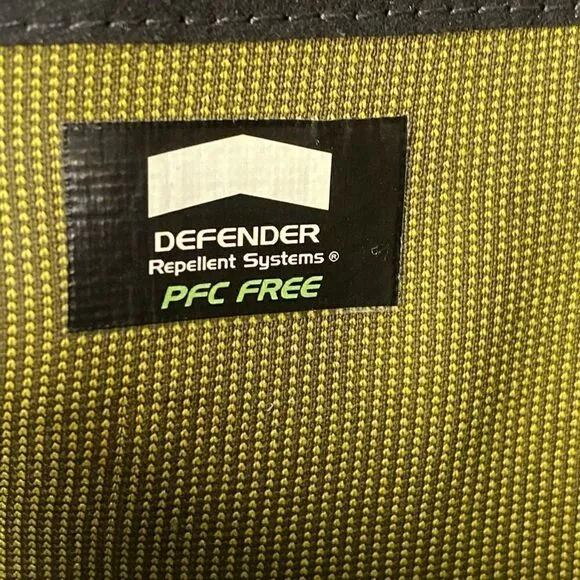 DEFENDER
Repellent Systems ®
PFC FREE